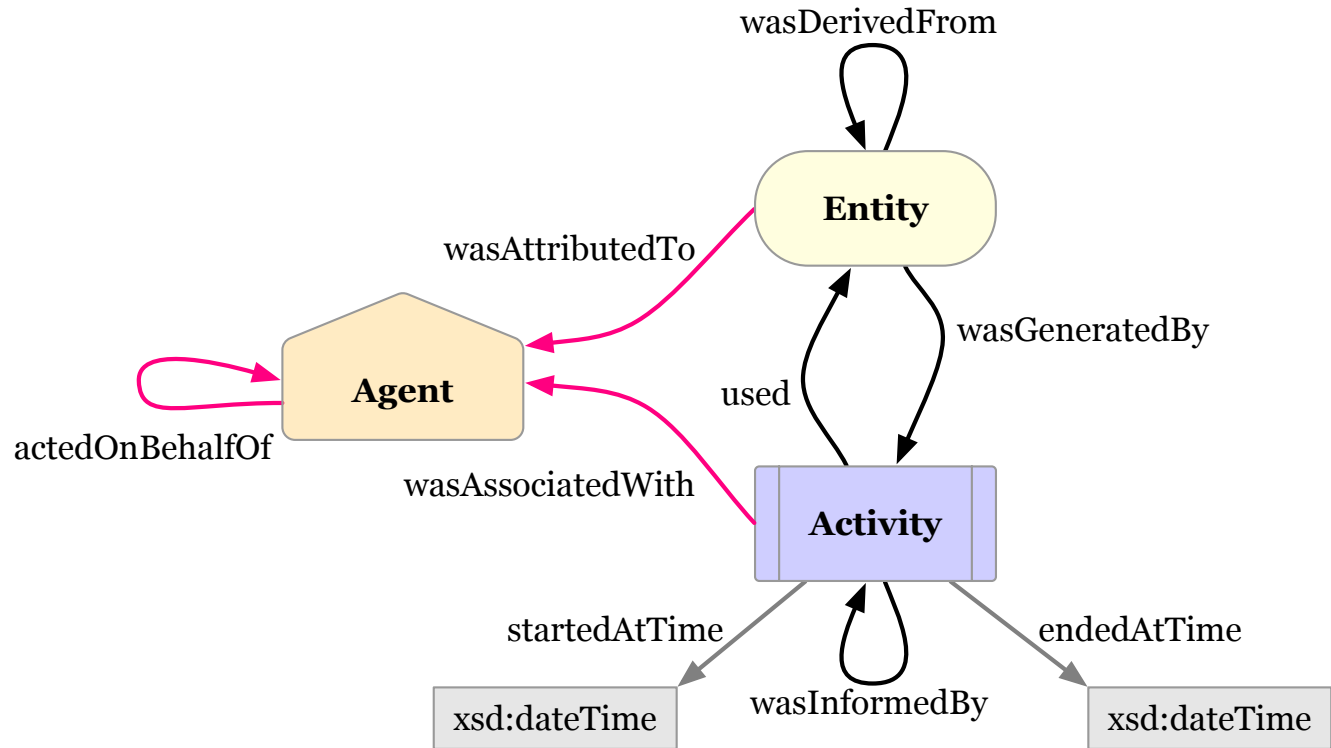 wasDerivedFrom
Entity
wasAttributedTo
wasGeneratedBy
Agent
used
actedOnBehalfOf
wasAssociatedWith
Activity
startedAtTime
endedAtTime
wasInformedBy
xsd:dateTime
xsd:dateTime